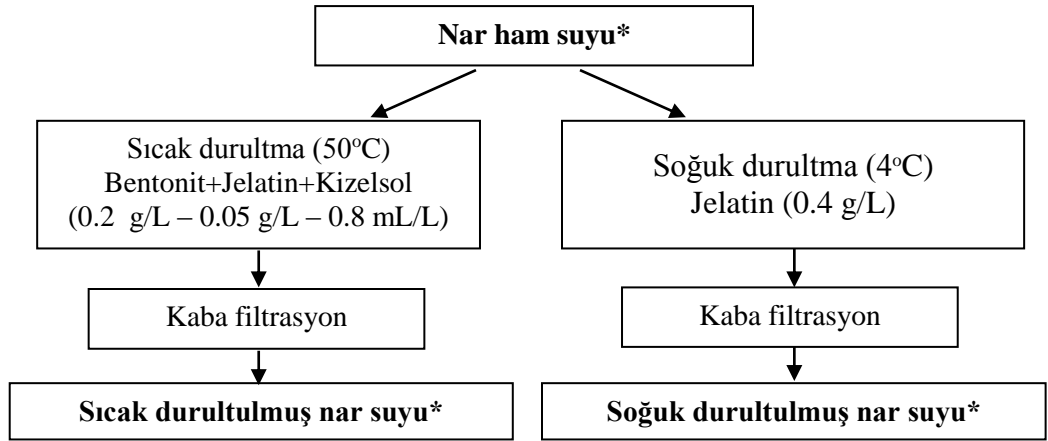 Nar ham suyu*
Sıcak durultma (50°C)
Bentonit+Jelatin+Kizelsol
(0.2 g/L – 0.05 g/L – 0.8 mL/L)
Soğuk durultma (4°C)
Jelatin (0.4 g/L)
Kaba filtrasyon
Kaba filtrasyon
Sıcak durultulmuş nar suyu*
Soğuk durultulmuş nar suyu*